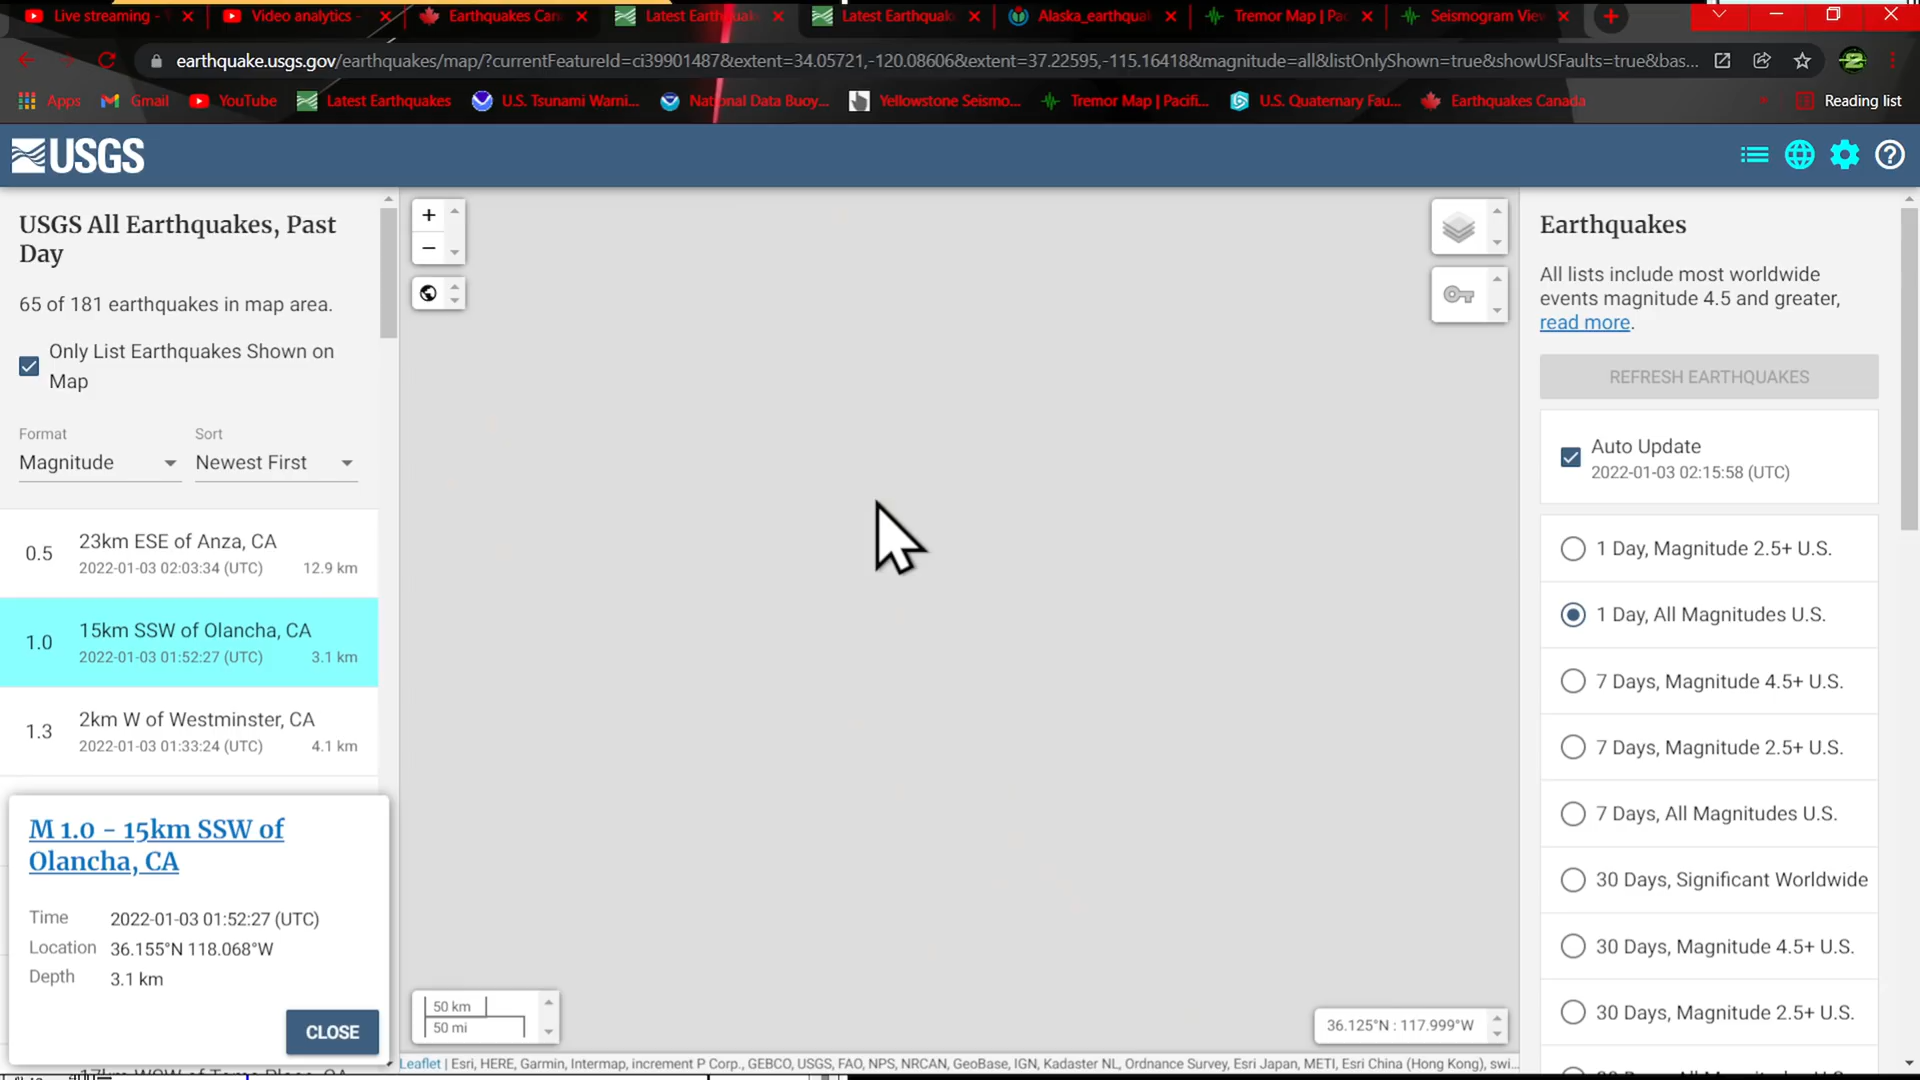 Live streaming -
Video analytics -
Earthquakes Can
Latest Earthquak
Latest Earthquak
Alaska_earthqua
Tremor Map | Pac
Seismogram View
earthquake.usgs.gov/earthquakes/map/?currentFeatureId=ci39901487&extent=34.05721,-120.08606&extent=37.22595,-115.16418&magnitude=all&listOnlyShown=true&showUSFaults=true&bas...
Apps
Gmail
YouTube
Latest Earthquakes
U.S. Tsunami Warni...
National Data Buoy...
Yellowstone Seismo...
Tremor Map | Pacifi...
U.S. Quaternary Fau...
Earthquakes Canada
Reading list
USGS
USGS All Earthquakes, Past
Day
65 of 181 earthquakes in map area.
Only List Earthquakes Shown on
Map
Format
Sort
Magnitude
Newest First
23km ESE of Anza, CA
0.5
2022-01-03 02:03:34 (UTC) 12.9 km
15km SSW of Olancha, CA
1.0
2022-01-03 01:52:27 (UTC) 3.1 km
2km W of Westminster, CA
1.3
2022-01-03 01:33:24 (UTC) 4.1 km
M 1.0 - 15km SSW of
Olancha, CA
Time 2022-01-03 01:52:27 (UTC)
Location 36.155°N 118.068°W
Depth 3.1 km
CLOSE
+
−
50 km
50 mi
36.125°N : 117.999°W
Leaflet | Esri, HERE, Garmin, Intermap, increment P Corp., GEBCO, USGS, FAO, NPS, NRCAN, GeoBase, IGN, Kadaster NL, Ordnance Survey, Esri Japan, METI, Esri China (Hong Kong), swi...
Earthquakes
All lists include most worldwide
events magnitude 4.5 and greater,
read more.
REFRESH EARTHQUAKES
Auto Update
2022-01-03 02:15:58 (UTC)
1 Day, Magnitude 2.5+ U.S.
1 Day, All Magnitudes U.S.
7 Days, Magnitude 4.5+ U.S.
7 Days, Magnitude 2.5+ U.S.
7 Days, All Magnitudes U.S.
30 Days, Significant Worldwide
30 Days, Magnitude 4.5+ U.S.
30 Days, Magnitude 2.5+ U.S.